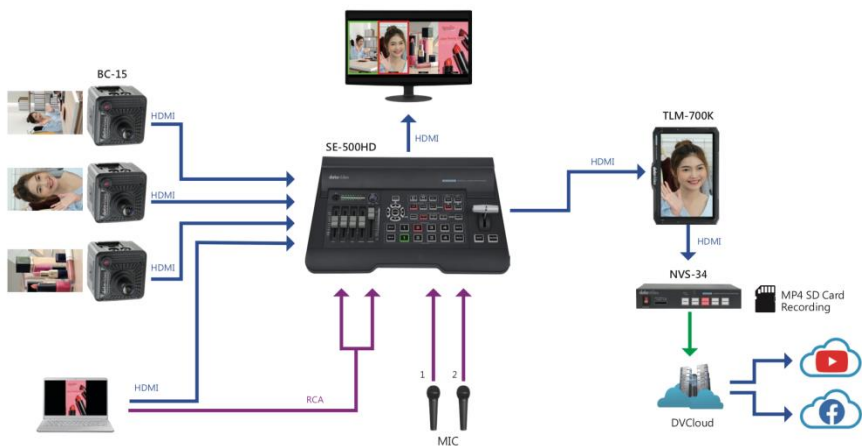 BC-15
HDMI
HDMI
HDMI
HDMI
RCA
SE-500HD
HDMI
HDMI
1
2
MIC
TLM-700K
HDMI
NVS-34
MP4 SD Card
Recording
DVCloud